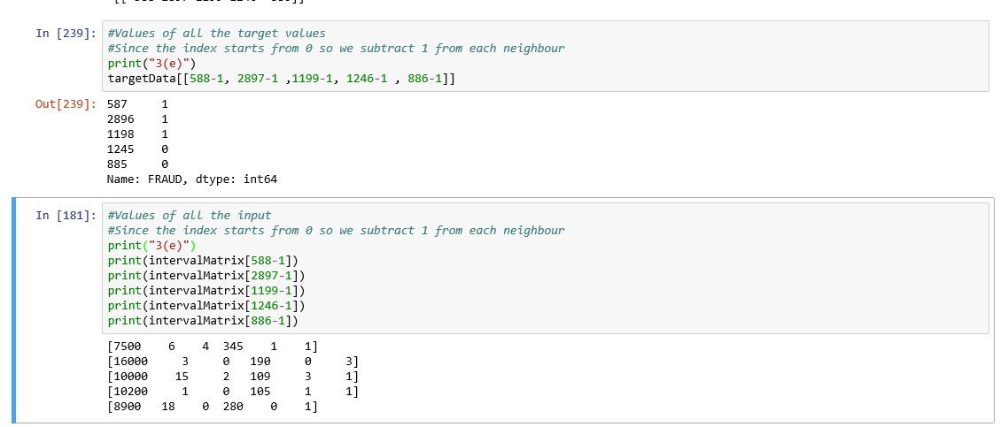 In [239]: #Values of all the target values
#Since the index starts from 0 so we subtract 1 from each neighbour
print("3(e)")
targetData[[588-1, 2897-1 ,1199-1, 1246-1 , 886-1]]
Out[239]: 587 1
2896 1
1198 1
1245 0
885 0
Name: FRAUD, dtype: int64
In [181]: #Values of all the input
#Since the index starts from 0 so we subtract 1 from each neighbour
print("3(e)")
print(intervalMatrix[588-1])
print(intervalMatrix[2897-1])
print(intervalMatrix[1199-1])
print(intervalMatrix[1246-1])
print(intervalMatrix[886-1])
[7500 6 4 345 1 1]
[16000 3 0 190 0 3]
[10000 15 2 109 3 1]
[10200 1 0 105 1 1]
[8900 18 0 280 0 1]